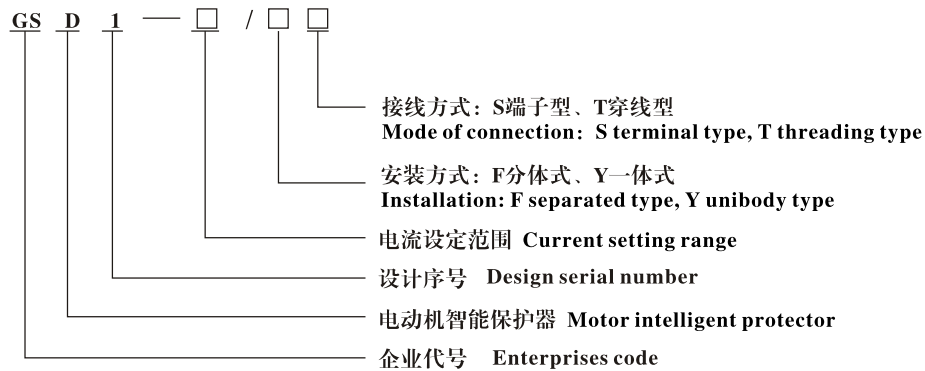 GS D 1 — □ / □ □
接线方式：S端子型、T穿线型
Mode of connection: S terminal type, T threading type
安装方式：F分体式、Y一体式
Installation: F separated type, Y unibody type
电流设定范围 Current setting range
设计序号 Design serial number
电动机智能保护器 Motor intelligent protector
企业代号 Enterprises code